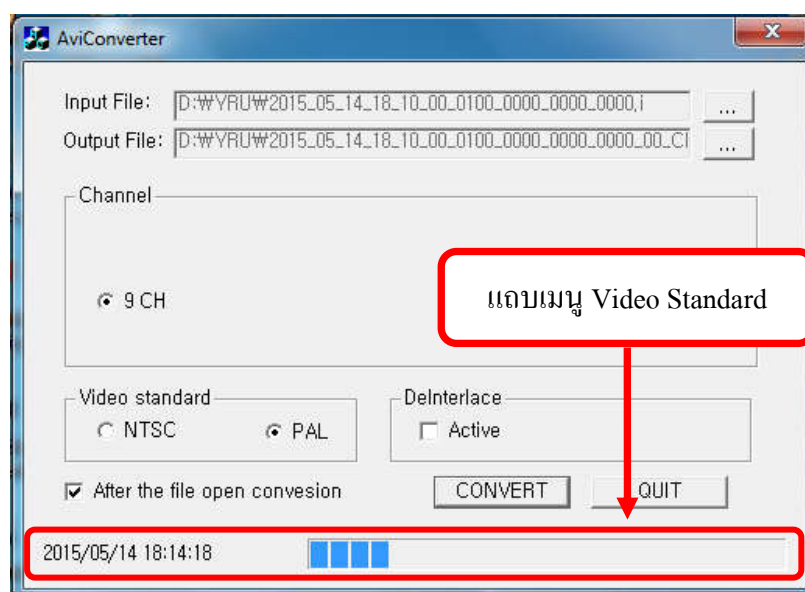 AviConverter
Input File: D:₩YRU₩2015_05_14_18_10_00_0100_0000_0000_0000,i ...
Output File: D:₩YRU₩2015_05_14_18_10_00_0100_0000_0000_0000_00_CI ...
Channel
9 CH
แถบเมนู Video Standard
Video standard
DeInterlace
NTSC PAL Active
After the file open convesion CONVERT QUIT
2015/05/14 18:14:18